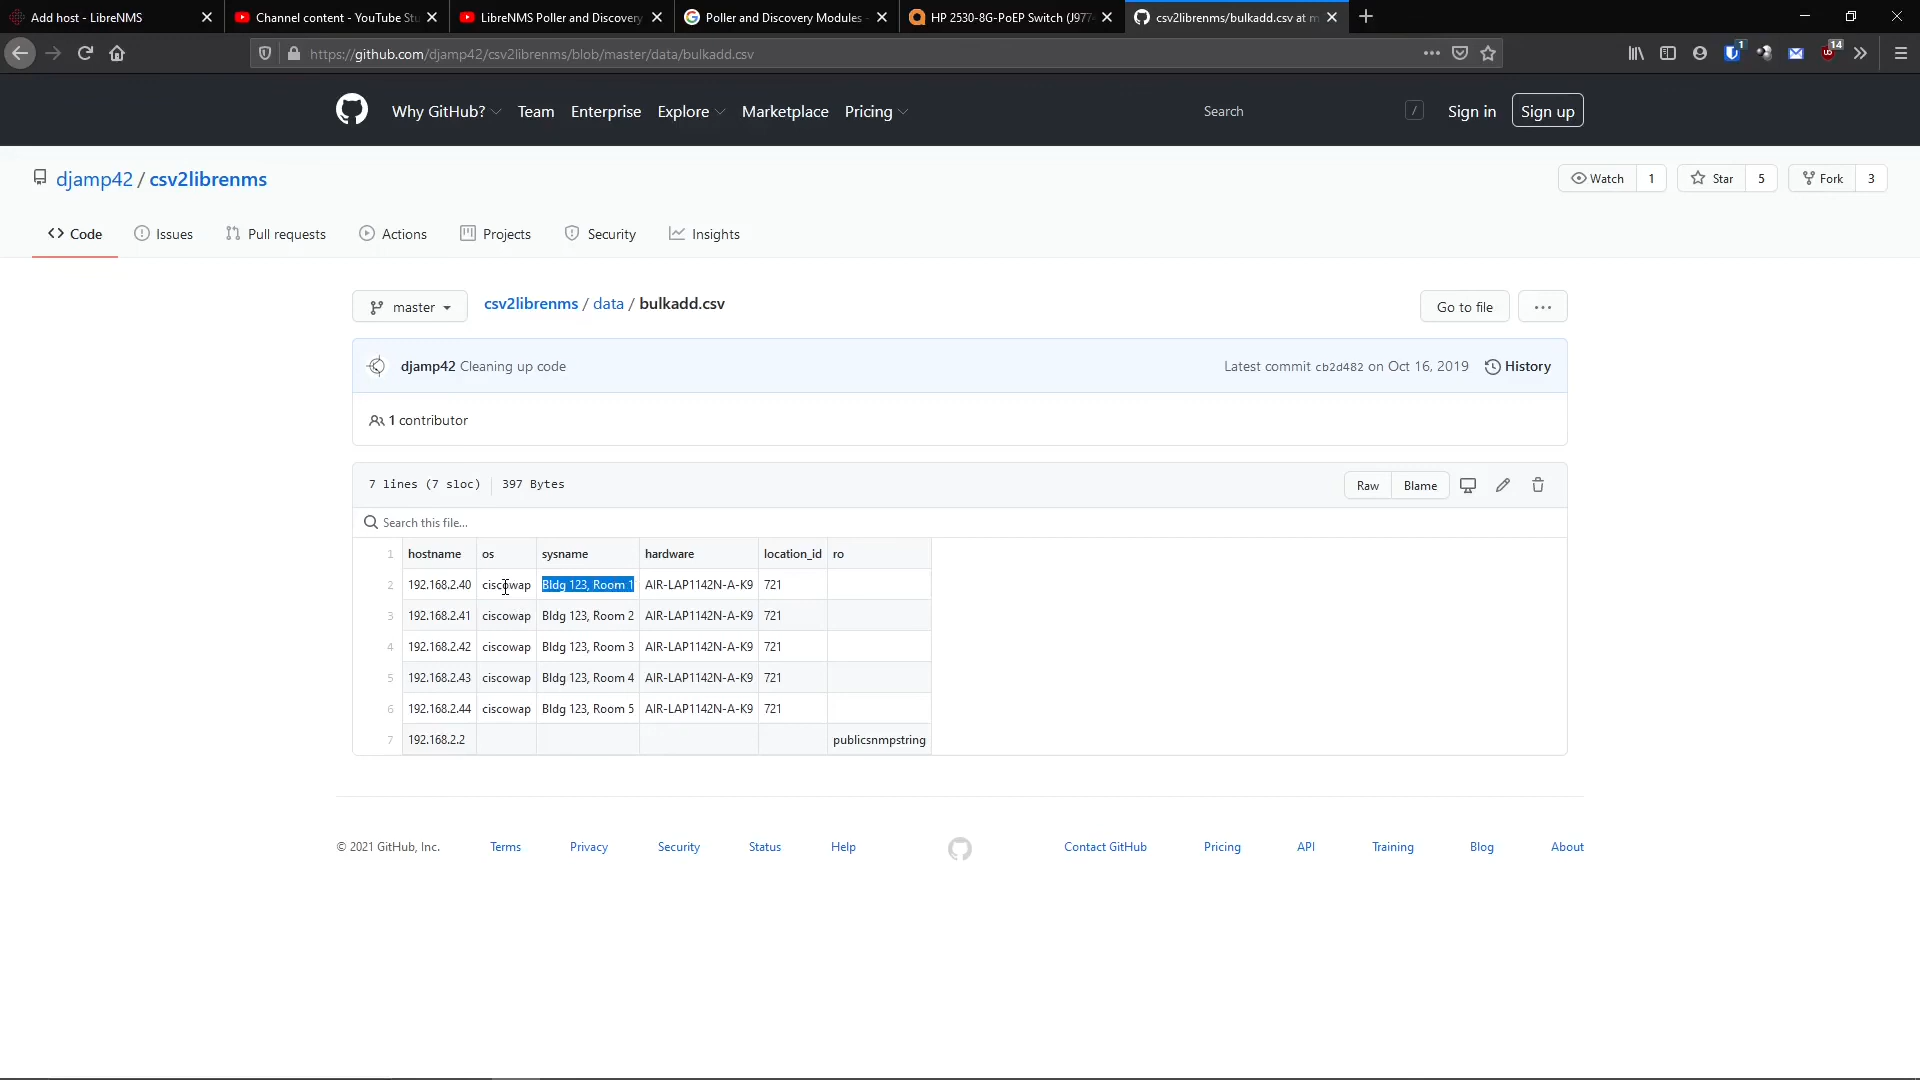 Add host - LibreNMS
Channel content - YouTube Stu
LibreNMS Poller and Discovery
Poller and Discovery Modules -
HP 2530-8G-PoEP Switch (J977
csv2librenms/bulkadd.csv at m
https://github.com/djamp42/csv2librenms/blob/master/data/bulkadd.csv
1
14
Why GitHub? Team Enterprise Explore Marketplace Pricing Search / Sign in Sign up
djamp42 / csv2librenms
Watch 1 Star 5 Fork 3
Code Issues Pull requests Actions Projects Security Insights
master csv2librenms / data / bulkadd.csv Go to file
djamp42 Cleaning up code Latest commit cb2d482 on Oct 16, 2019 History
1 contributor
7 lines (7 sloc) 397 Bytes Raw Blame
Search this file...
1 hostname os sysname hardware location_id ro
2 192.168.2.40 ciscowap Bldg 123, Room 1 AIR-LAP1142N-A-K9 721
3 192.168.2.41 ciscowap Bldg 123, Room 2 AIR-LAP1142N-A-K9 721
4 192.168.2.42 ciscowap Bldg 123, Room 3 AIR-LAP1142N-A-K9 721
5 192.168.2.43 ciscowap Bldg 123, Room 4 AIR-LAP1142N-A-K9 721
6 192.168.2.44 ciscowap Bldg 123, Room 5 AIR-LAP1142N-A-K9 721
7 192.168.2.2 publicsnmpstring
© 2021 GitHub, Inc. Terms Privacy Security Status Help Contact GitHub Pricing API Training Blog About